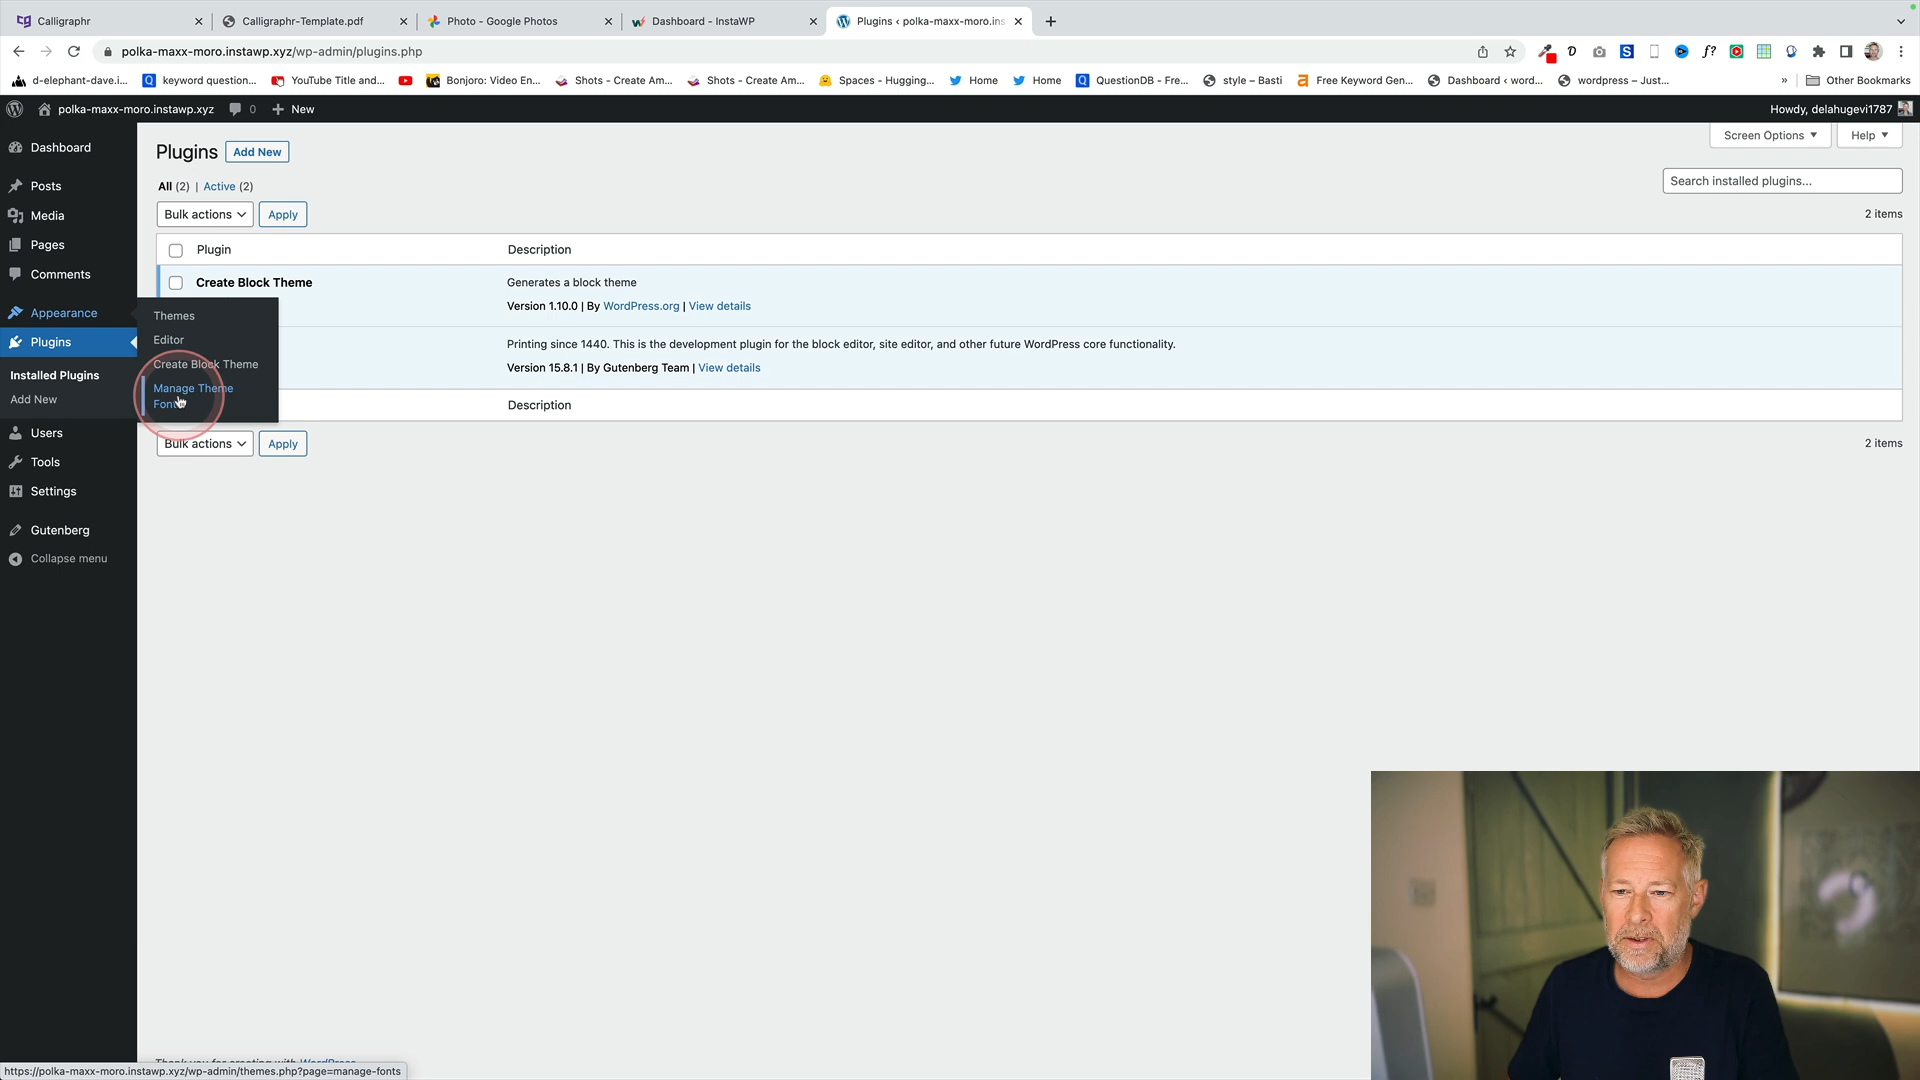 Calligraphr
Calligraphr-Template.pdf
Photo - Google Photos
Dashboard - InstaWP
Plugins ‹ polka-maxx-moro.ins
polka-maxx-moro.instawp.xyz/wp-admin/plugins.php
d-elephant-dave.i...
keyword question...
YouTube Title and...
Bonjoro: Video En...
Shots - Create Am...
Shots - Create Am...
Spaces - Hugging...
Home
Home
QuestionDB - Fre...
style – Basti
Free Keyword Gen...
Dashboard ‹ word...
wordpress – Just...
»
Other Bookmarks
polka-maxx-moro.instawp.xyz
0
New
Howdy, delahugevi1787
Dashboard
Posts
Media
Pages
Comments
Appearance
Plugins
Installed Plugins
Add New
Users
Tools
Settings
Gutenberg
Collapse menu
Themes
Editor
Create Block Theme
Manage Theme
Plugins
Add New
Screen Options
Help
All (2) | Active (2)
Search installed plugins...
Bulk actions
Apply
2 items
Plugin
Description
Create Block Theme
Generates a block theme
Version 1.10.0 | By WordPress.org | View details
Printing since 1440. This is the development plugin for the block editor, site editor, and other future WordPress core functionality.
Version 15.8.1 | By Gutenberg Team | View details
Description
Bulk actions
Apply
2 items
Thank you for creating with WordPress
https://polka-maxx-moro.instawp.xyz/wp-admin/themes.php?page=manage-fonts